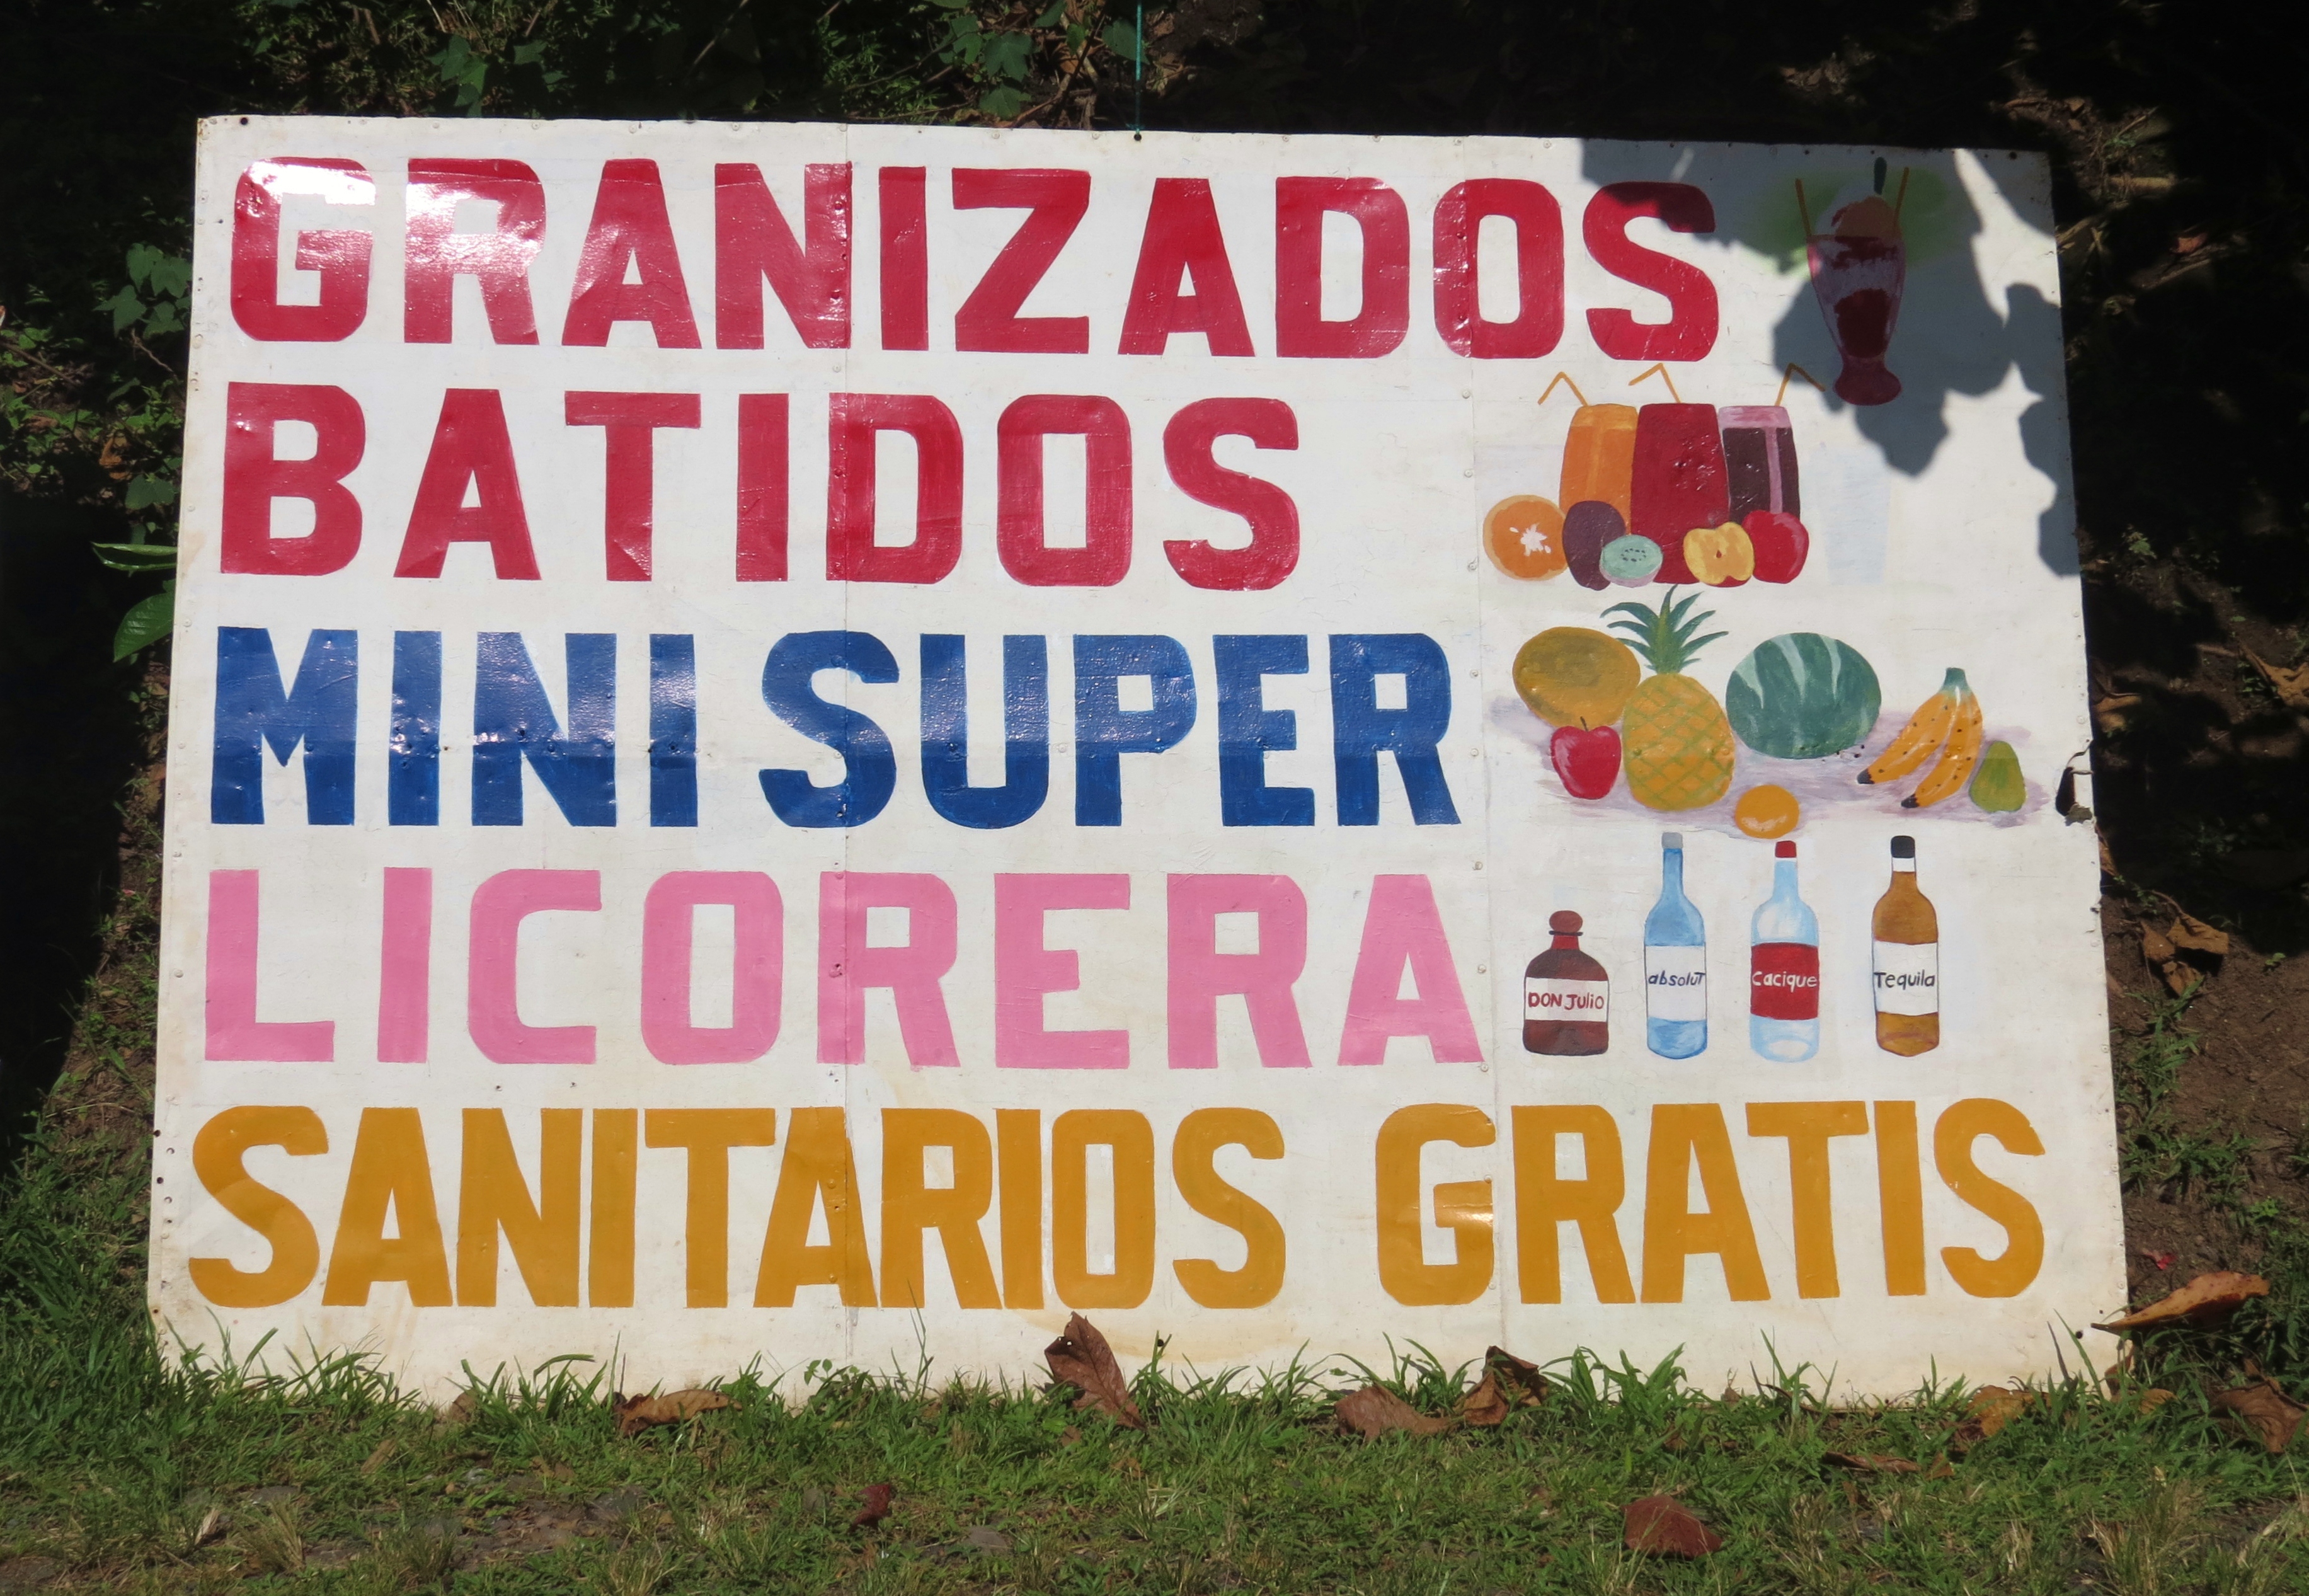 GRANIZADOS
BATIDOS
MINI SUPER
LICORERA
DON Julio
absoluT
Cacique
Tequila
SANITARIOS GRATIS